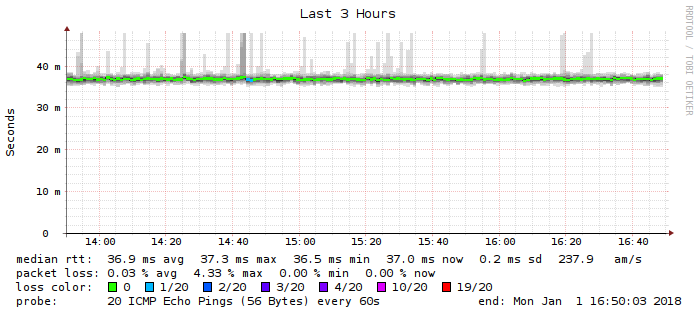 Last 3 Hours
RRDTOOL / TOBI OETIKER
Seconds
40 m
30 m
20 m
10 m
0
14:00 14:20 14:40 15:00 15:20 15:40 16:00 16:20 16:40
median rtt: 36.9 ms avg 37.3 ms max 36.5 ms min 37.0 ms now 0.2 ms sd 237.9 am/s
packet loss: 0.03 % avg 4.33 % max 0.00 % min 0.00 % now
loss color: 0 1/20 2/20 3/20 4/20 10/20 19/20
probe: 20 ICMP Echo Pings (56 Bytes) every 60s end: Mon Jan 1 16:50:03 2018